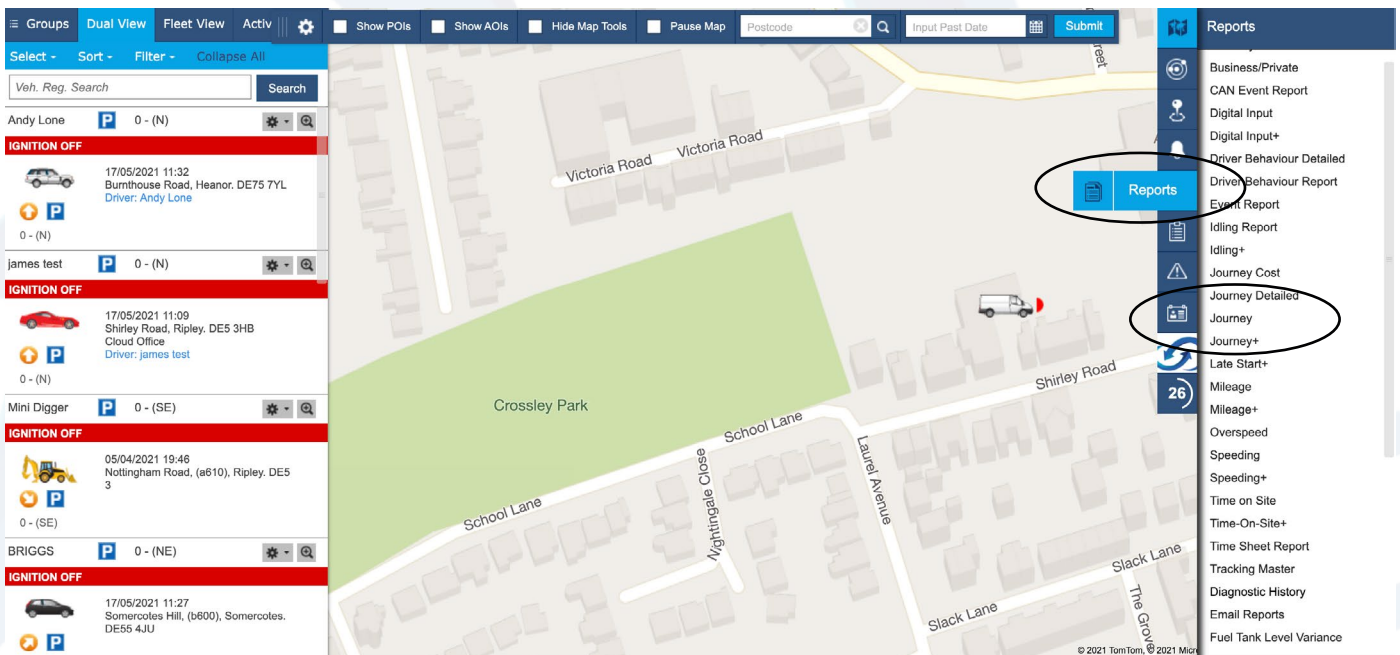 Groups
Dual View
Fleet View
Activ
Show POIs
Show AOIs
Hide Map Tools
Pause Map
Postcode
Input Past Date
Submit
Select
Sort
Filter
Collapse All
Veh. Reg. Search
Search
Andy Lone P 0 - (N)
IGNITION OFF
17/05/2021 11:32
Burnthouse Road, Heanor. DE75 7YL
Driver: Andy Lone
P
0 - (N)
james test P 0 - (N)
IGNITION OFF
17/05/2021 11:09
Shirley Road, Ripley. DE5 3HB
Cloud Office
Driver: james test
P
0 - (N)
Mini Digger P 0 - (SE)
IGNITION OFF
05/04/2021 19:46
Nottingham Road, (a610), Ripley. DE5
3
P
0 - (SE)
BRIGGS P 0 - (NE)
IGNITION OFF
17/05/2021 11:27
Somercotes Hill, (b600), Somercotes.
DE55 4JU
P
Victoria Road
Victoria Road
reet
Crossley Park
School Lane
School Lane
Shirley Road
Nightingale Close
Laurel Avenue
Slack Lane
Slack Lane
The Grove
© 2021 TomTom, © 2021 Micr
Reports
26
Reports
Business/Private
CAN Event Report
Digital Input
Digital Input+
Driver Behaviour Detailed
Driver Behaviour Report
Event Report
Idling Report
Idling+
Journey Cost
Journey Detailed
Journey
Journey+
Late Start+
Mileage
Mileage+
Overspeed
Speeding
Speeding+
Time on Site
Time-On-Site+
Time Sheet Report
Tracking Master
Diagnostic History
Email Reports
Fuel Tank Level Variance